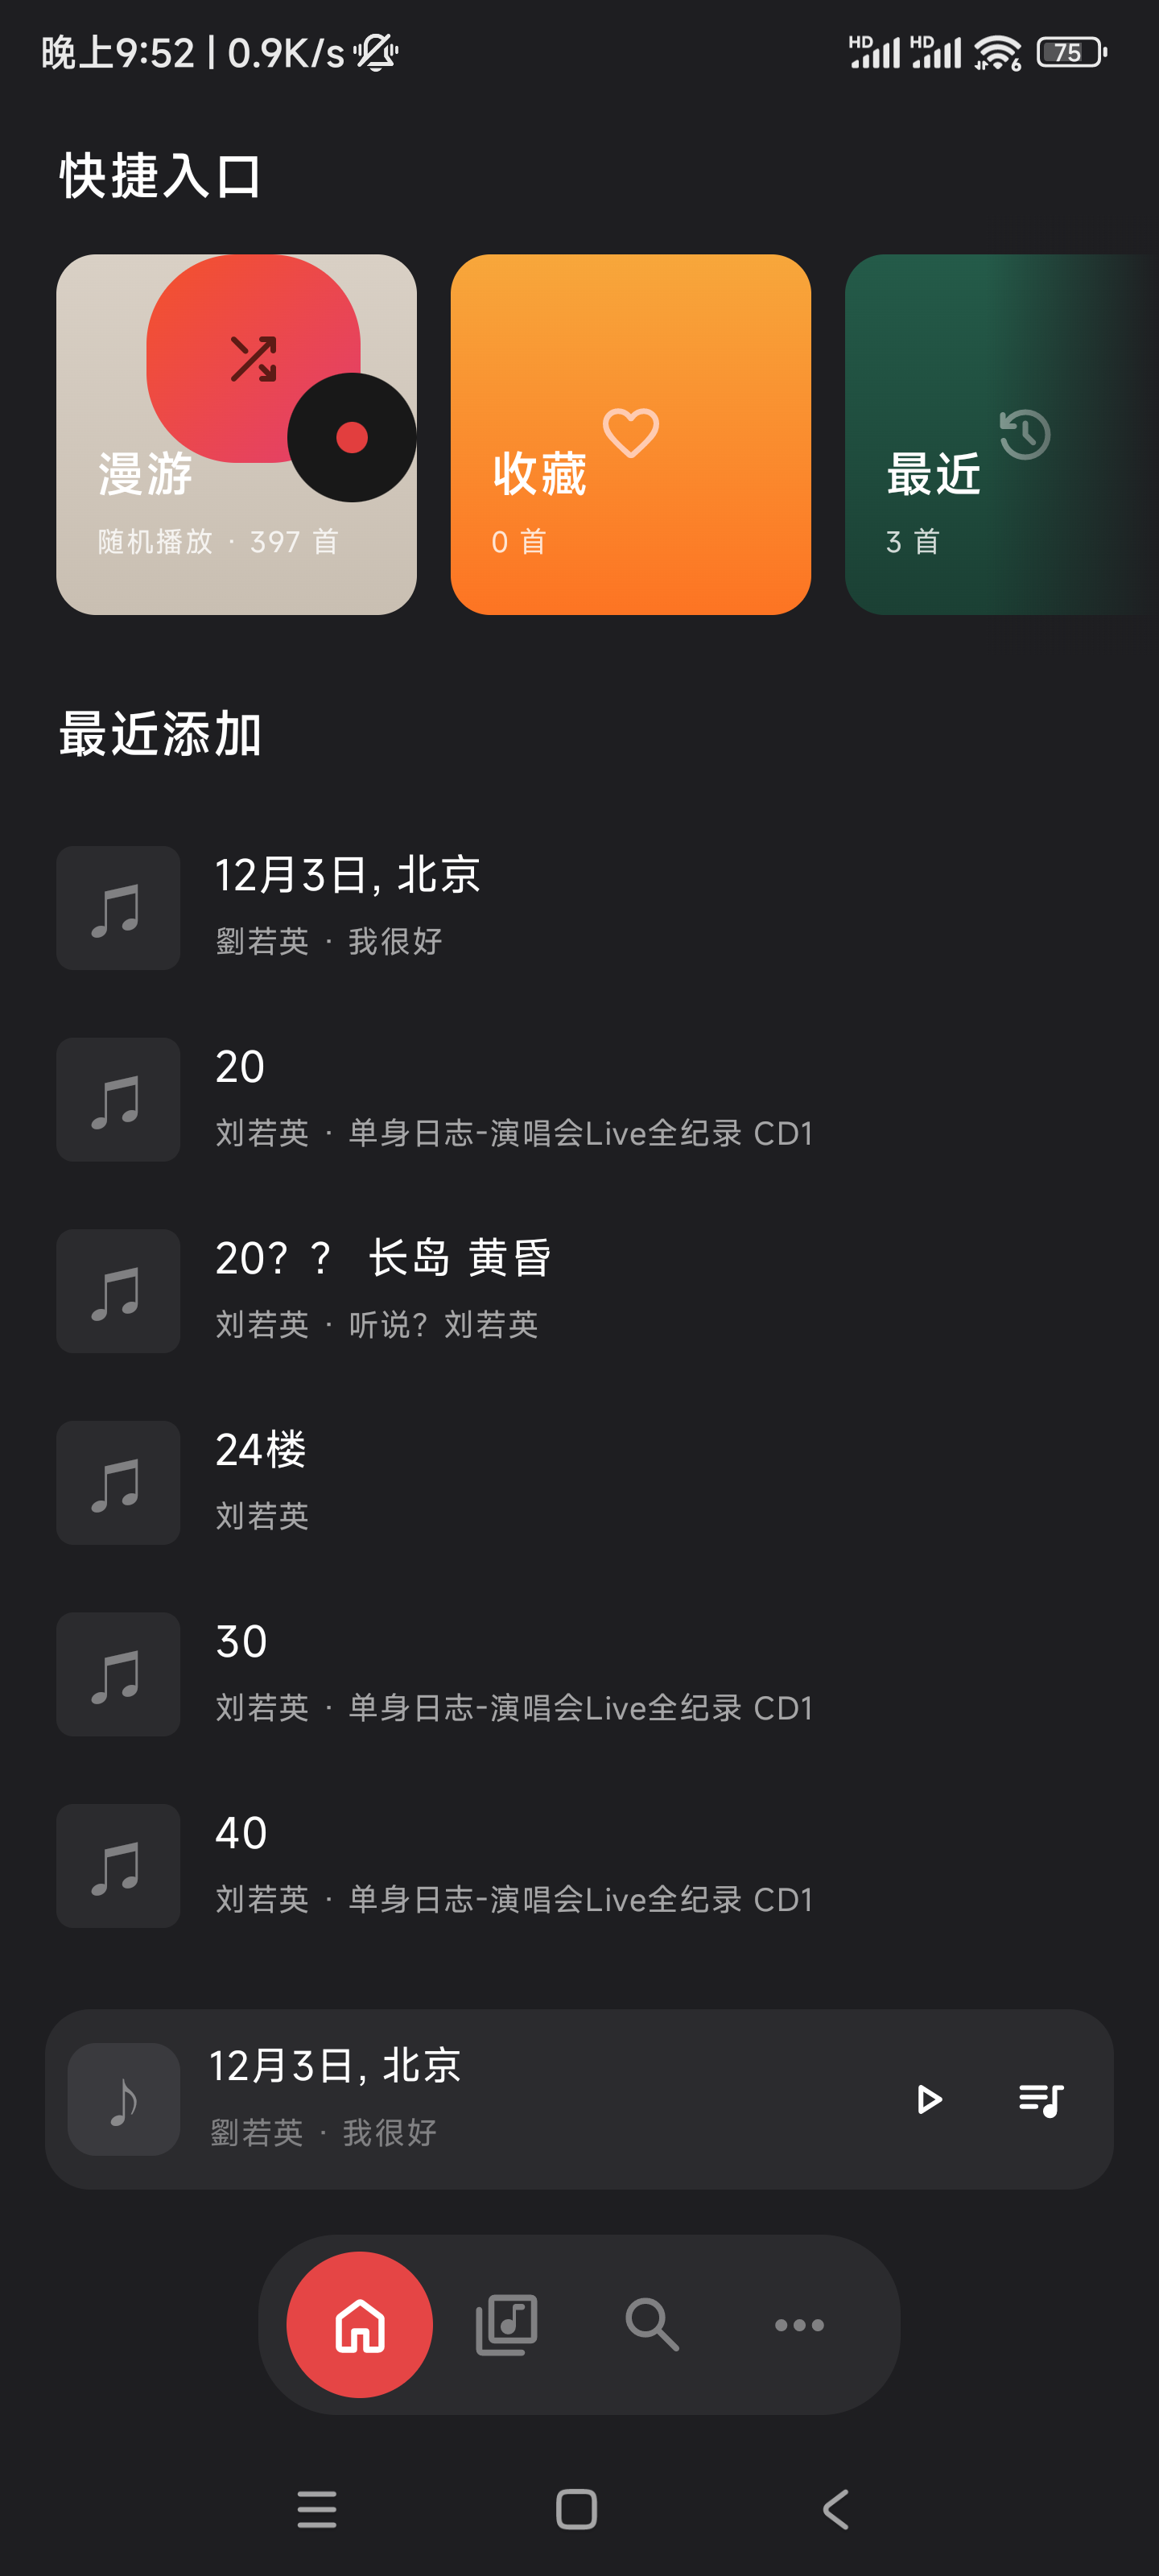 晚上9:52 | 0.9K/s
HD HD 6 75
快捷入口
漫游
随机播放 · 397 首
收藏
0 首
最近
3 首
最近添加
12月3日, 北京
劉若英 · 我很好
20
刘若英 · 单身日志-演唱会Live全纪录 CD1
20？？ 长岛 黄昏
刘若英 · 听说？刘若英
24楼
刘若英
30
刘若英 · 单身日志-演唱会Live全纪录 CD1
40
刘若英 · 单身日志-演唱会Live全纪录 CD1
12月3日, 北京
劉若英 · 我很好